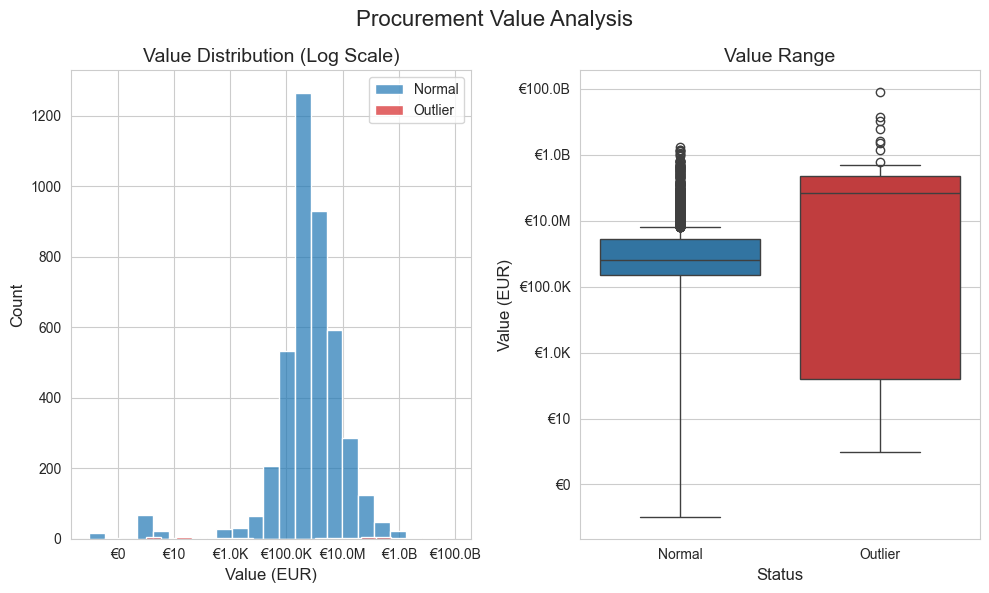 Procurement Value Analysis
Value Distribution (Log Scale)
Normal
Outlier
Count
1200
1000
800
600
400
200
0
€0
€10
€1.0K
€100.0K
€10.0M
€1.0B
€100.0B
Value (EUR)
Value Range
Value (EUR)
€100.0B
€1.0B
€10.0M
€100.0K
€1.0K
€10
€0
Normal
Outlier
Status